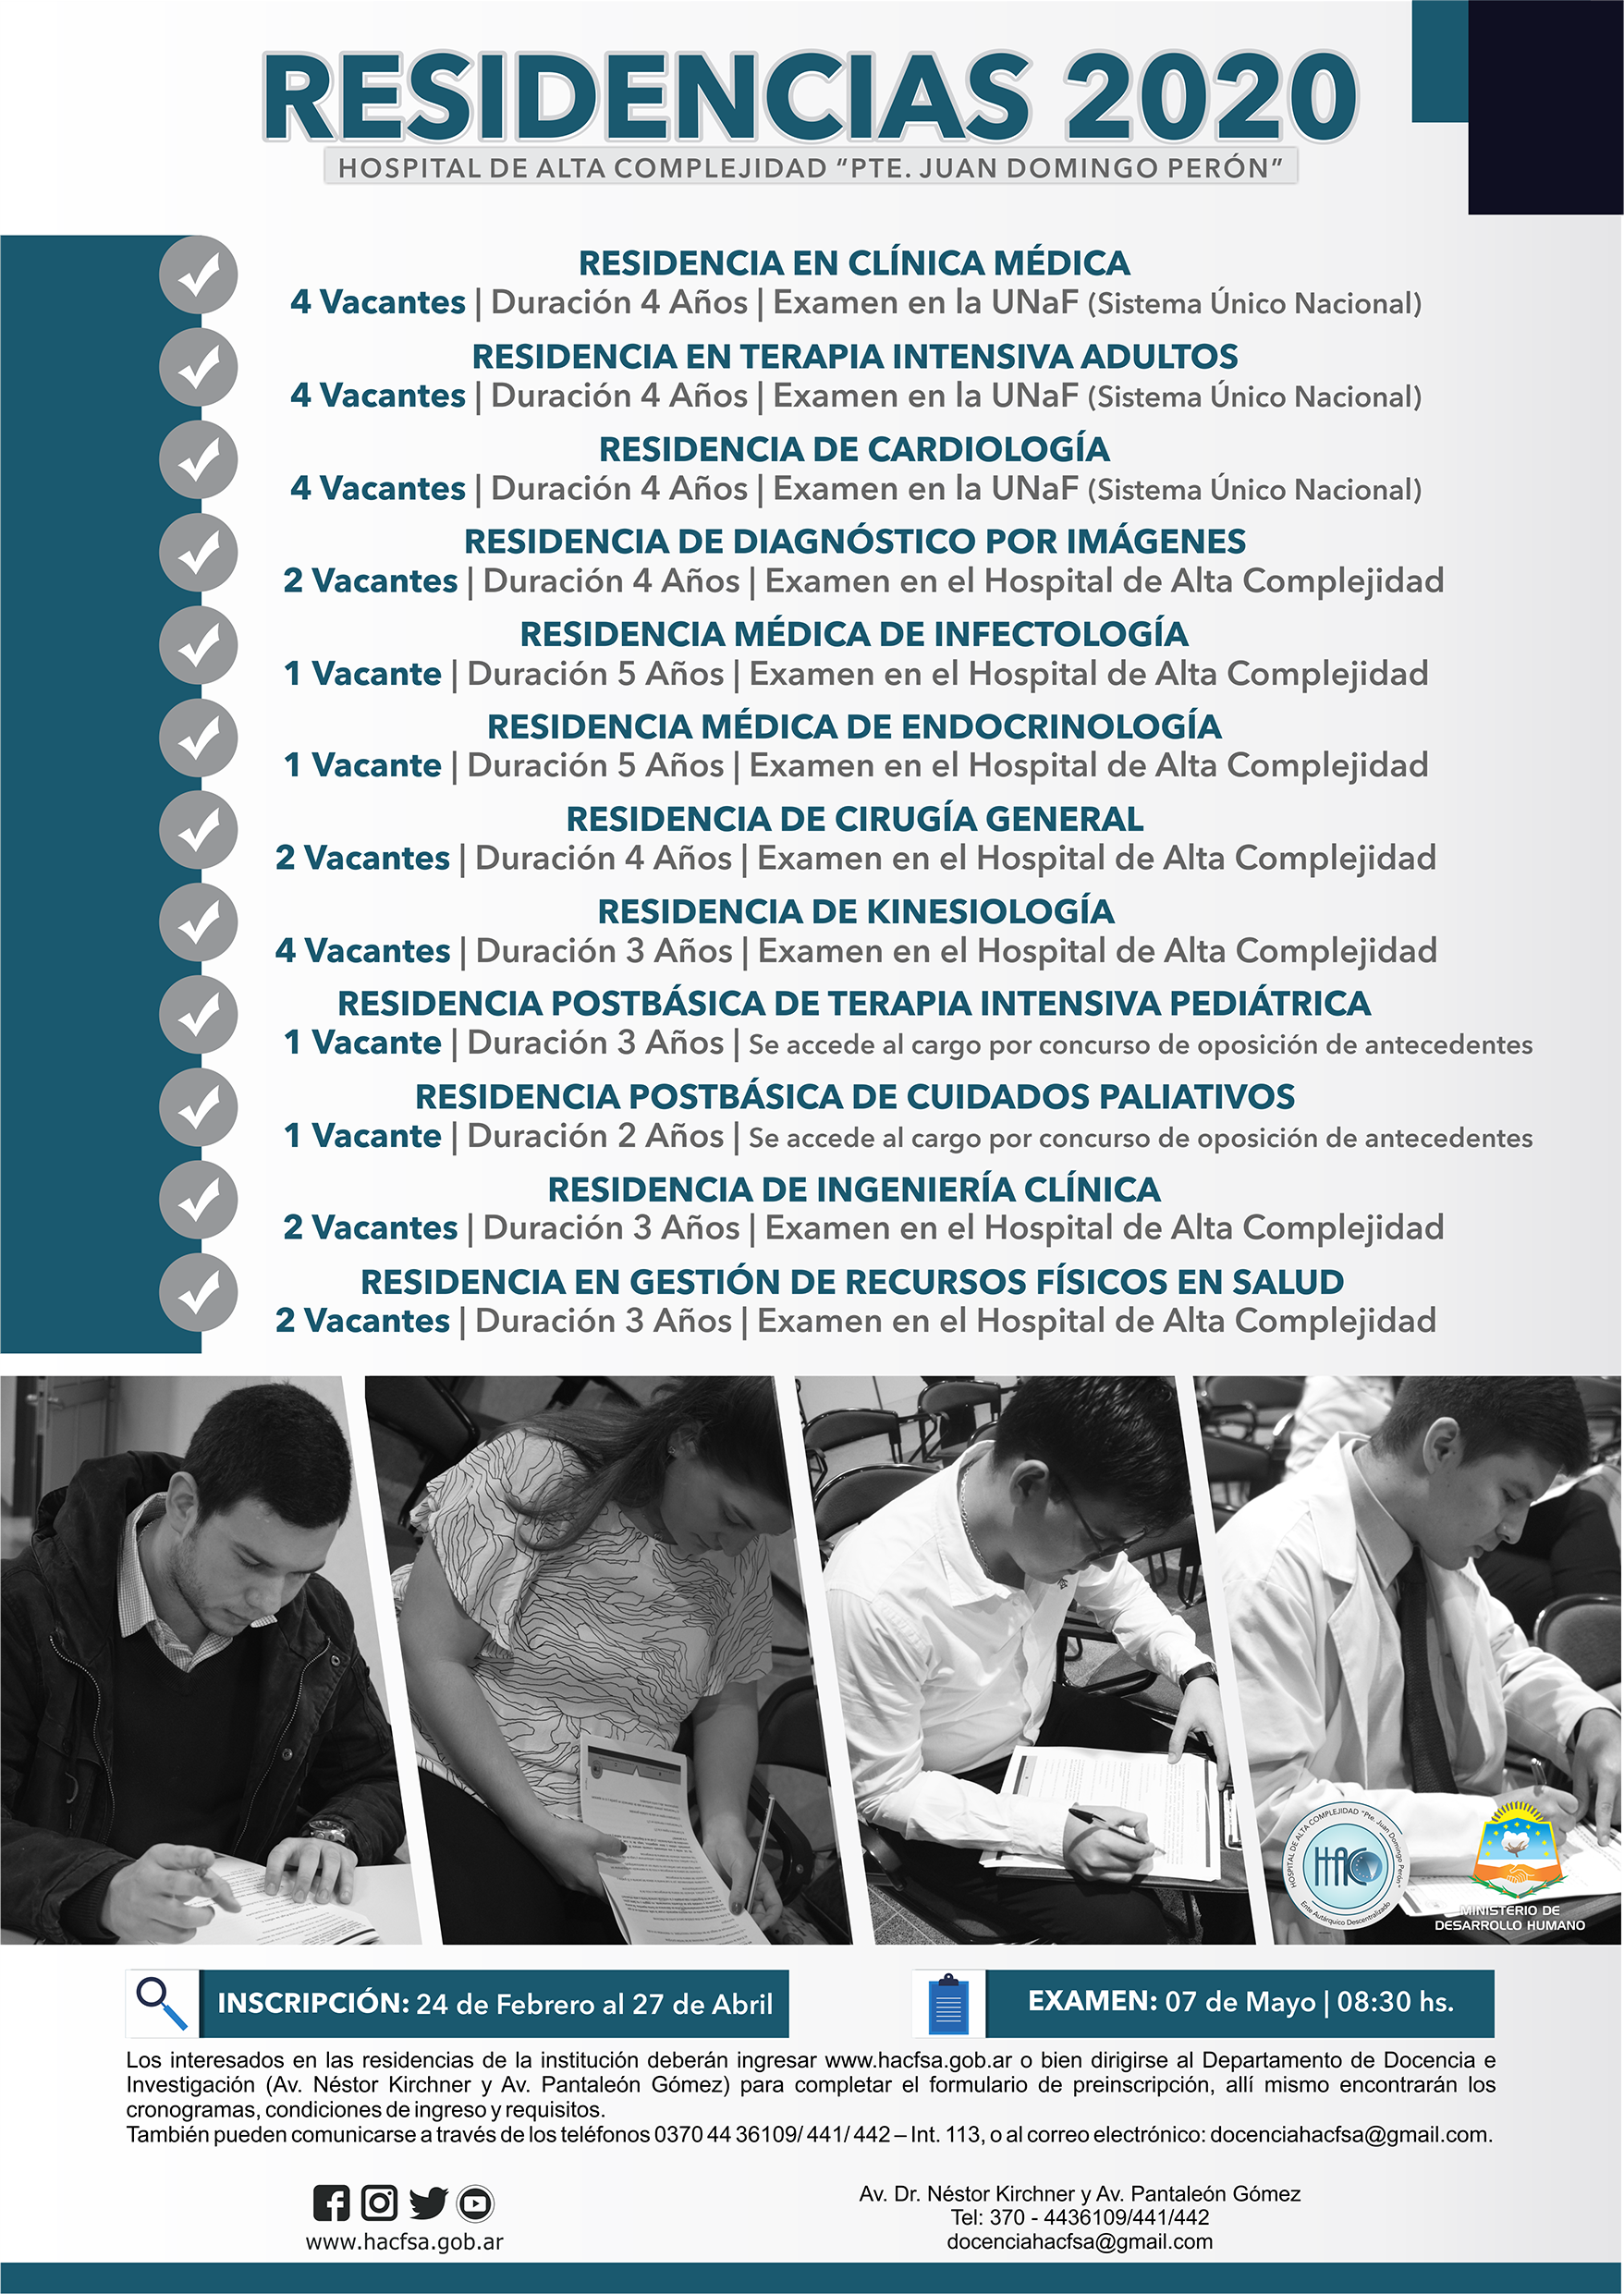 RESIDENCIAS 2020
HOSPITAL DE ALTA COMPLEJIDAD "PTE. JUAN DOMINGO PERÓN"
RESIDENCIA EN CLÍNICA MÉDICA
4 Vacantes | Duración 4 Años | Examen en la UNaF (Sistema Único Nacional)
RESIDENCIA EN TERAPIA INTENSIVA ADULTOS
4 Vacantes | Duración 4 Años | Examen en la UNaF (Sistema Único Nacional)
RESIDENCIA DE CARDIOLOGÍA
4 Vacantes | Duración 4 Años | Examen en la UNaF (Sistema Único Nacional)
RESIDENCIA DE DIAGNÓSTICO POR IMÁGENES
2 Vacantes | Duración 4 Años | Examen en el Hospital de Alta Complejidad
RESIDENCIA MÉDICA DE INFECTOLOGÍA
1 Vacante | Duración 5 Años | Examen en el Hospital de Alta Complejidad
RESIDENCIA MÉDICA DE ENDOCRINOLOGÍA
1 Vacante | Duración 5 Años | Examen en el Hospital de Alta Complejidad
RESIDENCIA DE CIRUGÍA GENERAL
2 Vacantes | Duración 4 Años | Examen en el Hospital de Alta Complejidad
RESIDENCIA DE KINESIOLOGÍA
4 Vacantes | Duración 3 Años | Examen en el Hospital de Alta Complejidad
RESIDENCIA POSTBÁSICA DE TERAPIA INTENSIVA PEDIÁTRICA
1 Vacante | Duración 3 Años | Se accede al cargo por concurso de oposición de antecedentes
RESIDENCIA POSTBÁSICA DE CUIDADOS PALIATIVOS
1 Vacante | Duración 2 Años | Se accede al cargo por concurso de oposición de antecedentes
RESIDENCIA DE INGENIERÍA CLÍNICA
2 Vacantes | Duración 3 Años | Examen en el Hospital de Alta Complejidad
RESIDENCIA EN GESTIÓN DE RECURSOS FÍSICOS EN SALUD
2 Vacantes | Duración 3 Años | Examen en el Hospital de Alta Complejidad
HOSPITAL DE ALTA COMPLEJIDAD "Pte. Juan Domingo Perón"
HAC
Ente Autárquico Descentralizado
MINISTERIO DE
DESARROLLO HUMANO
INSCRIPCIÓN: 24 de Febrero al 27 de Abril
EXAMEN: 07 de Mayo | 08:30 hs.
Los interesados en las residencias de la institución deberán ingresar www.hacfsa.gob.ar o bien dirigirse al Departamento de Docencia e
Investigación (Av. Néstor Kirchner y Av. Pantaleón Gómez) para completar el formulario de preinscripción, allí mismo encontrarán los
cronogramas, condiciones de ingreso y requisitos.
También pueden comunicarse a través de los teléfonos 0370 44 36109/ 441/ 442 – Int. 113, o al correo electrónico: docenciahacfsa@gmail.com.
www.hacfsa.gob.ar
Av. Dr. Néstor Kirchner y Av. Pantaleón Gómez
Tel: 370 - 4436109/441/442
docenciahacfsa@gmail.com